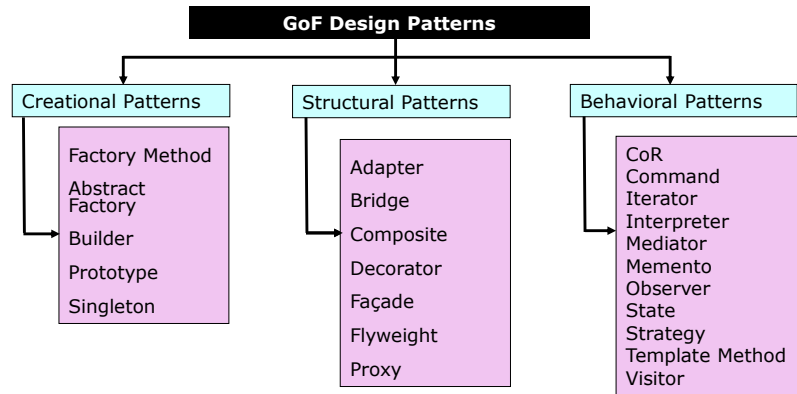 GoF Design Patterns
Creational Patterns
Factory Method
Abstract
Factory
Builder
Prototype
Singleton
Structural Patterns
Adapter
Bridge
Composite
Decorator
Façade
Flyweight
Proxy
Behavioral Patterns
CoR
Command
Iterator
Interpreter
Mediator
Memento
Observer
State
Strategy
Template Method
Visitor